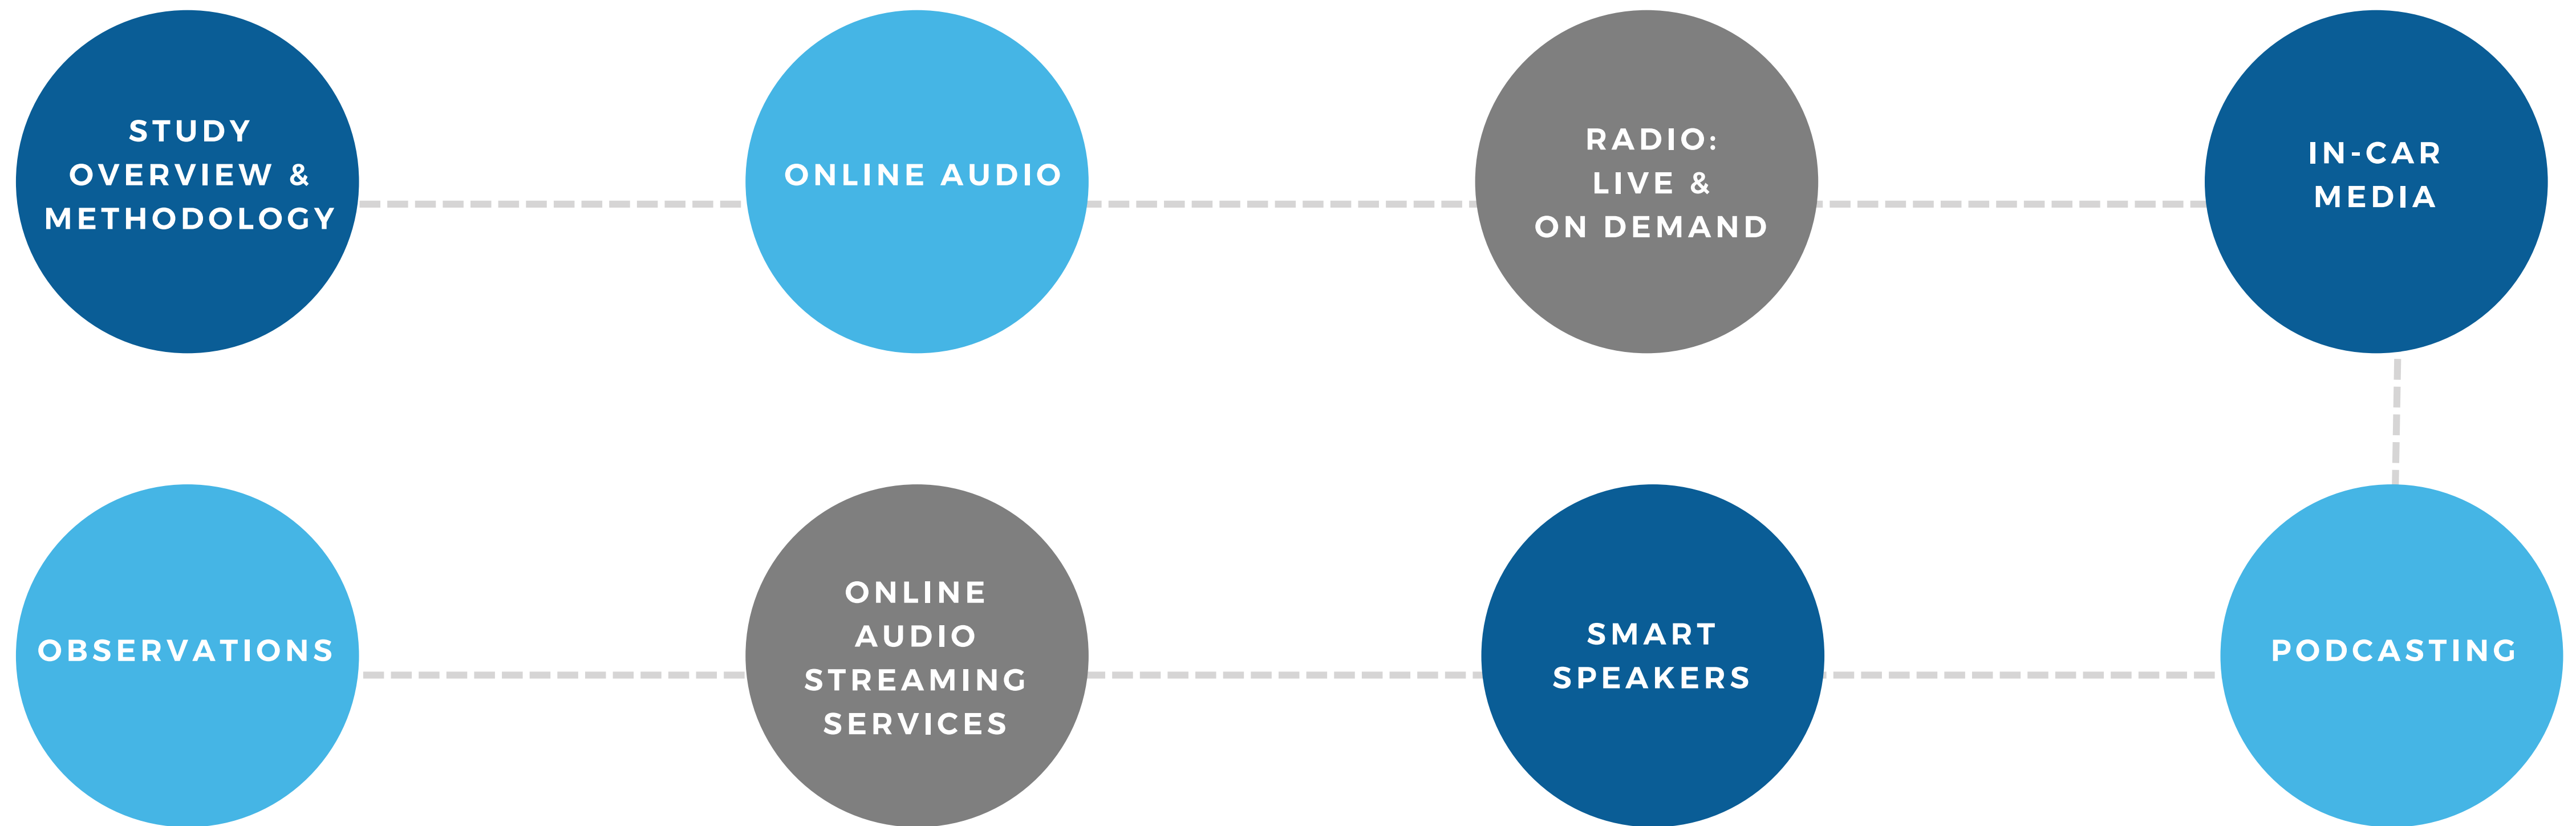 STUDY
OVERVIEW &
METHODOLOGY
ONLINE AUDIO
RADIO:
LIVE &
ON DEMAND
IN-CAR
MEDIA
OBSERVATIONS
ONLINE
AUDIO
STREAMING
SERVICES
SMART
SPEAKERS
PODCASTING